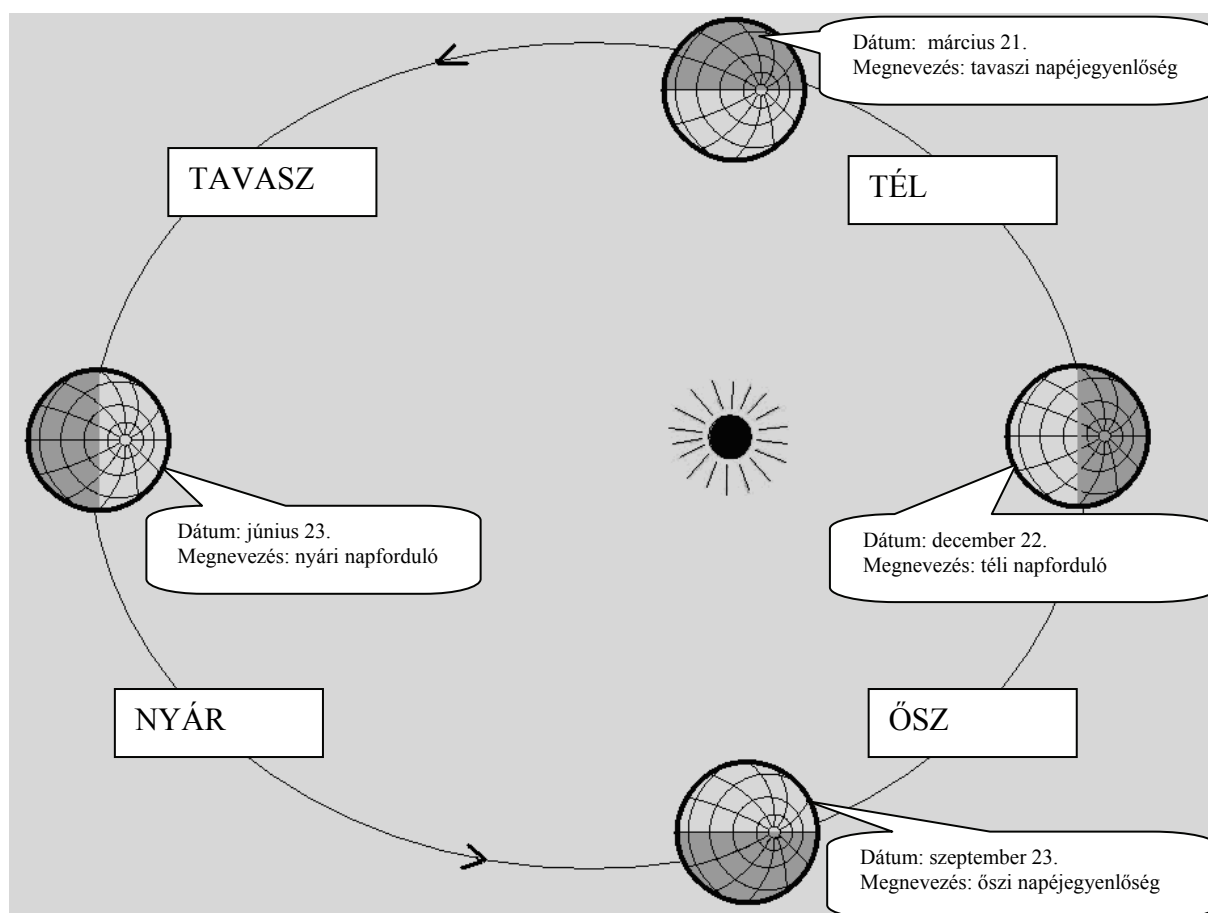 Dátum: március 21.
Megnevezés: tavaszi napéjegyenlőség
TAVASZ
TÉL
Dátum: június 23.
Megnevezés: nyári napforduló
Dátum: december 22.
Megnevezés: téli napforduló
NYÁR
ŐSZ
Dátum: szeptember 23.
Megnevezés: őszi napéjegyenlőség